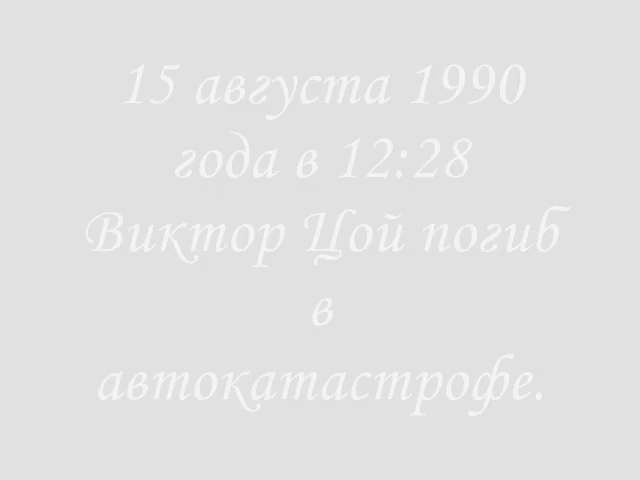 15 августа 1990
года в 12:28
Виктор Цой погиб
в
автокатастрофе.